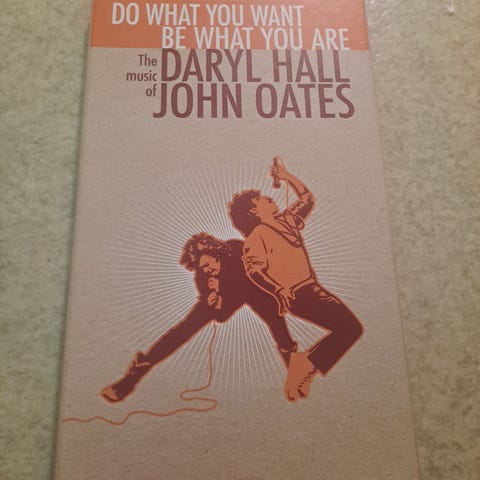 DO WHAT YOU WANT
BE WHAT YOU ARE
The music of
DARYL HALL
JOHN OATES